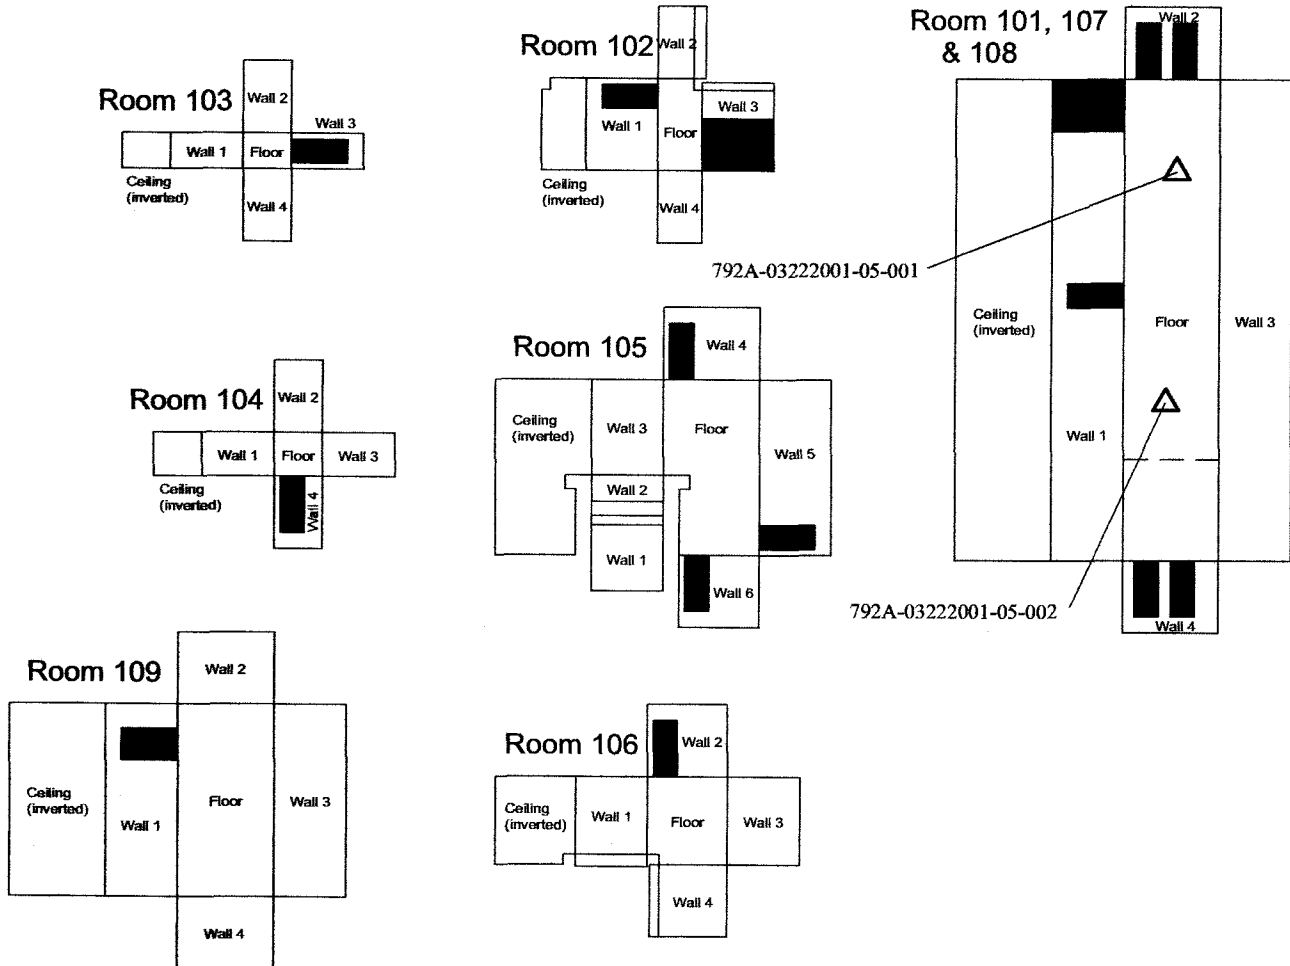 Room 103
Wall 2
Wall 3
Wall 1
Floor
Ceiling
(inverted)
Wall 4
Room 102
Wall 2
Wall 3
Wall 1
Floor
Ceiling
(inverted)
Wall 4
Room 101, 107
& 108
Wall 2
792A-03222001-05-001
Ceiling
(inverted)
Floor
Wall 3
Wall 1
792A-03222001-05-002
Wall 4
Room 104
Wall 2
Wall 1
Floor
Wall 3
Ceiling
(inverted)
Wall 4
Room 105
Wall 4
Ceiling
(inverted)
Wall 3
Floor
Wall 5
Wall 2
Wall 1
Wall 6
Room 109
Wall 2
Ceiling
(inverted)
Floor
Wall 3
Wall 1
Wall 4
Room 106
Wall 2
Ceiling
(inverted)
Wall 1
Floor
Wall 3
Wall 4